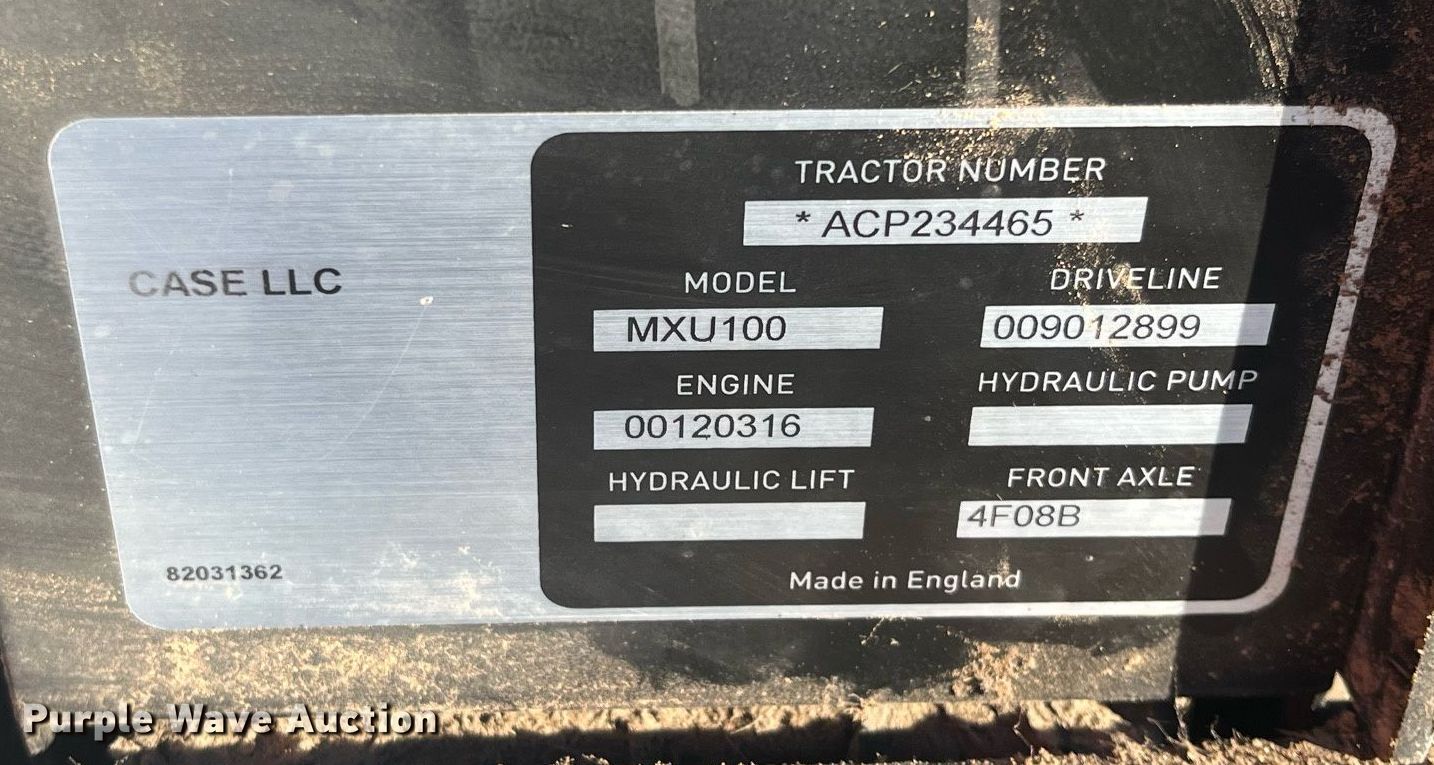 CASE LLC
82031362
TRACTOR NUMBER
* ACP234465 *
MODEL
MXU100
DRIVELINE
009012899
ENGINE
00120316
HYDRAULIC PUMP
HYDRAULIC LIFT
FRONT AXLE
4F08B
Made in England
Purple Wave Auction